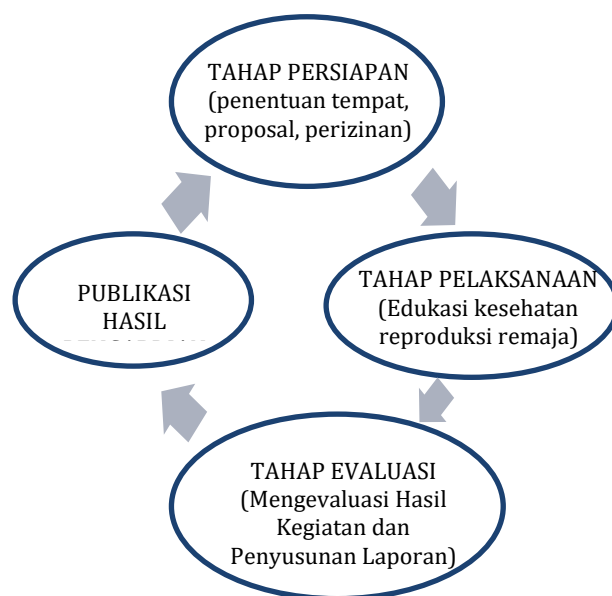 TAHAP PERSIAPAN
(penentuan tempat,
proposal, perizinan)
TAHAP PELAKSANAAN
(Edukasi kesehatan
reproduksi remaja)
TAHAP EVALUASI
(Mengevaluasi Hasil
Kegiatan dan
Penyusunan Laporan)
PUBLIKASI
HASIL